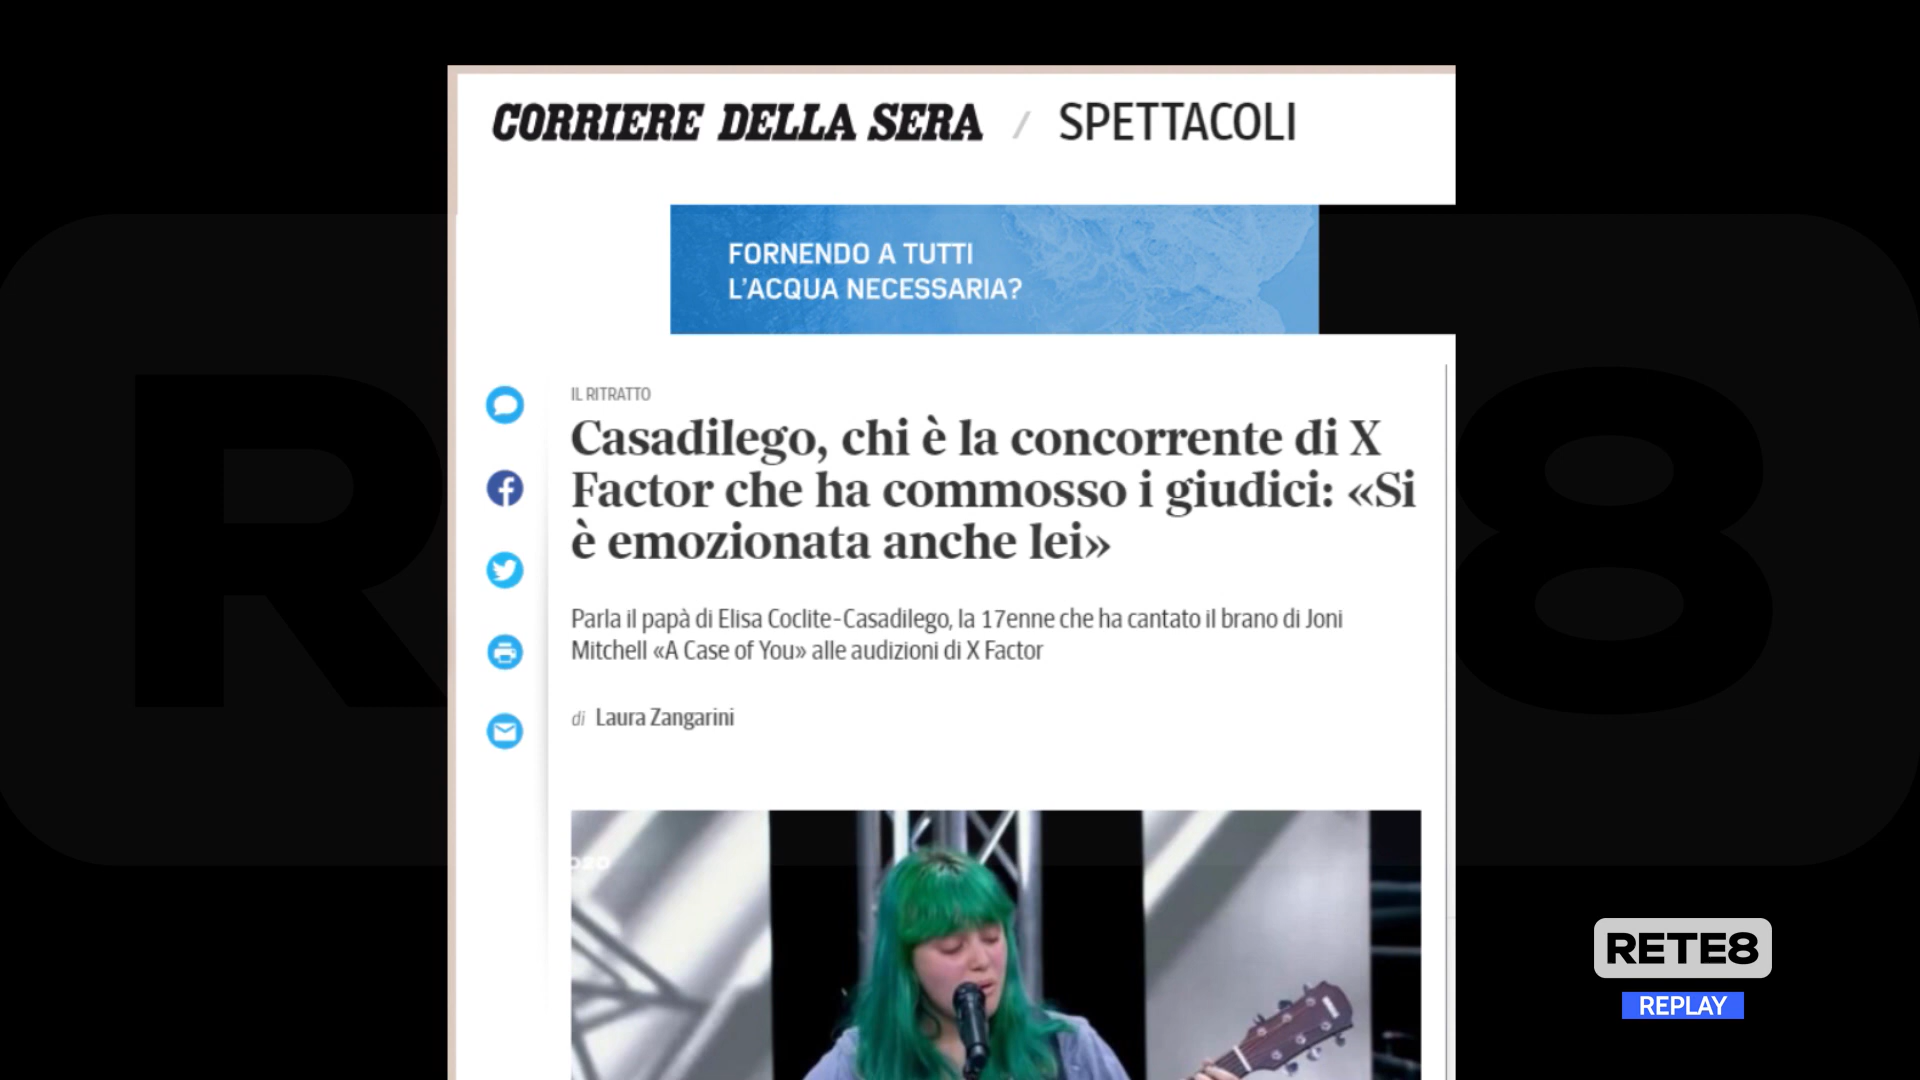 CORRIERE DELLA SERA / SPETTACOLI
FORNENDO A TUTTI
L'ACQUA NECESSARIA?
IL RITRATTO
Casadilego, chi è la concorrente di X
Factor che ha commosso i giudici: «Si
è emozionata anche lei»
Parla il papà di Elisa Coclite-Casadilego, la 17enne che ha cantato il brano di Joni
Mitchell «A Case of You» alle audizioni di X Factor
di Laura Zangarini
R 8
RETE8
REPLAY